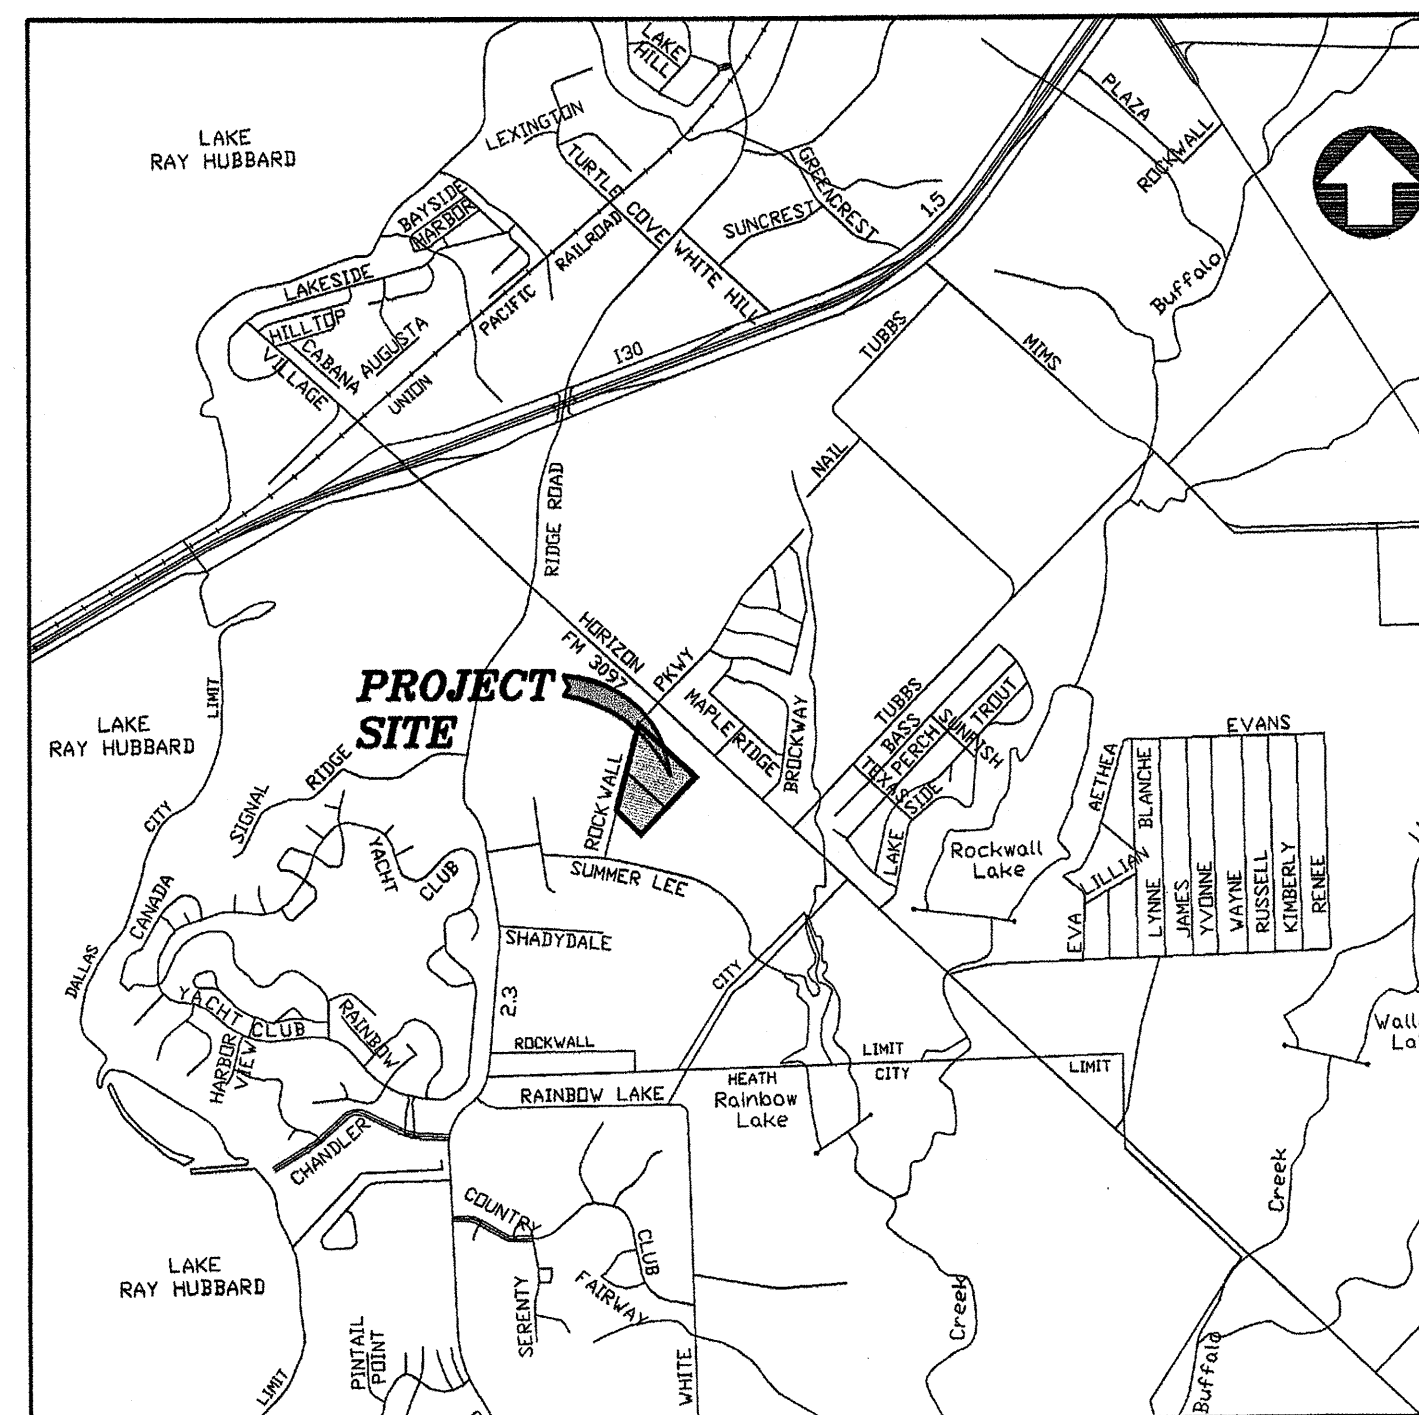 LAKE
HILL
LAKE
RAY HUBBARD
LEXINGTON
PLAZA
ROCKWALL
TURTLE
COVE
WHITE HILL
GREENCREST
SUNCREST
1.5
BAYSIDE
HARBOR
RAILROAD
PACIFIC
UNION
LAKESIDE
HILLTOP
CABANA
VILLAGE
AUGUSTA
I30
Buffalo
TUBBS
MIMS
NAIL
RIDGE ROAD
HORIZON
FM 3097
PKWY
MAPLE RIDGE
BROCKWAY
PROJECT
SITE
LAKE
RAY HUBBARD
LIMIT
CITY
DALLAS
SIGNAL
RIDGE
YACHT
CLUB
CANADA
ROCKWALL
SUMMER LEE
TUBBS
BASS
PERCH
SUNFISH
TROUT
TEXAS
LAKE
SIDE
Rockwall
Lake
EVANS
AETHEA
BLANCHE
LILLIAN
EVA
LYNNE
JAMES
YVONNE
WAYNE
RUSSELL
KIMBERLY
RENEE
SHADYDALE
2.3
CITY
YACHT
CLUB
RAINBOW
HARBOR
VIEW
ROCKWALL
LIMIT
CITY
LIMIT
HEATH
RAINBOW LAKE
Rainbow
Lake
CHANDLER
Wall
La
COUNTRY
CLUB
FAIRWAY
SERENTY
LAKE
RAY HUBBARD
PINTAIL
POINT
LIMIT
WHITE
Creek
Creek
Buffalo